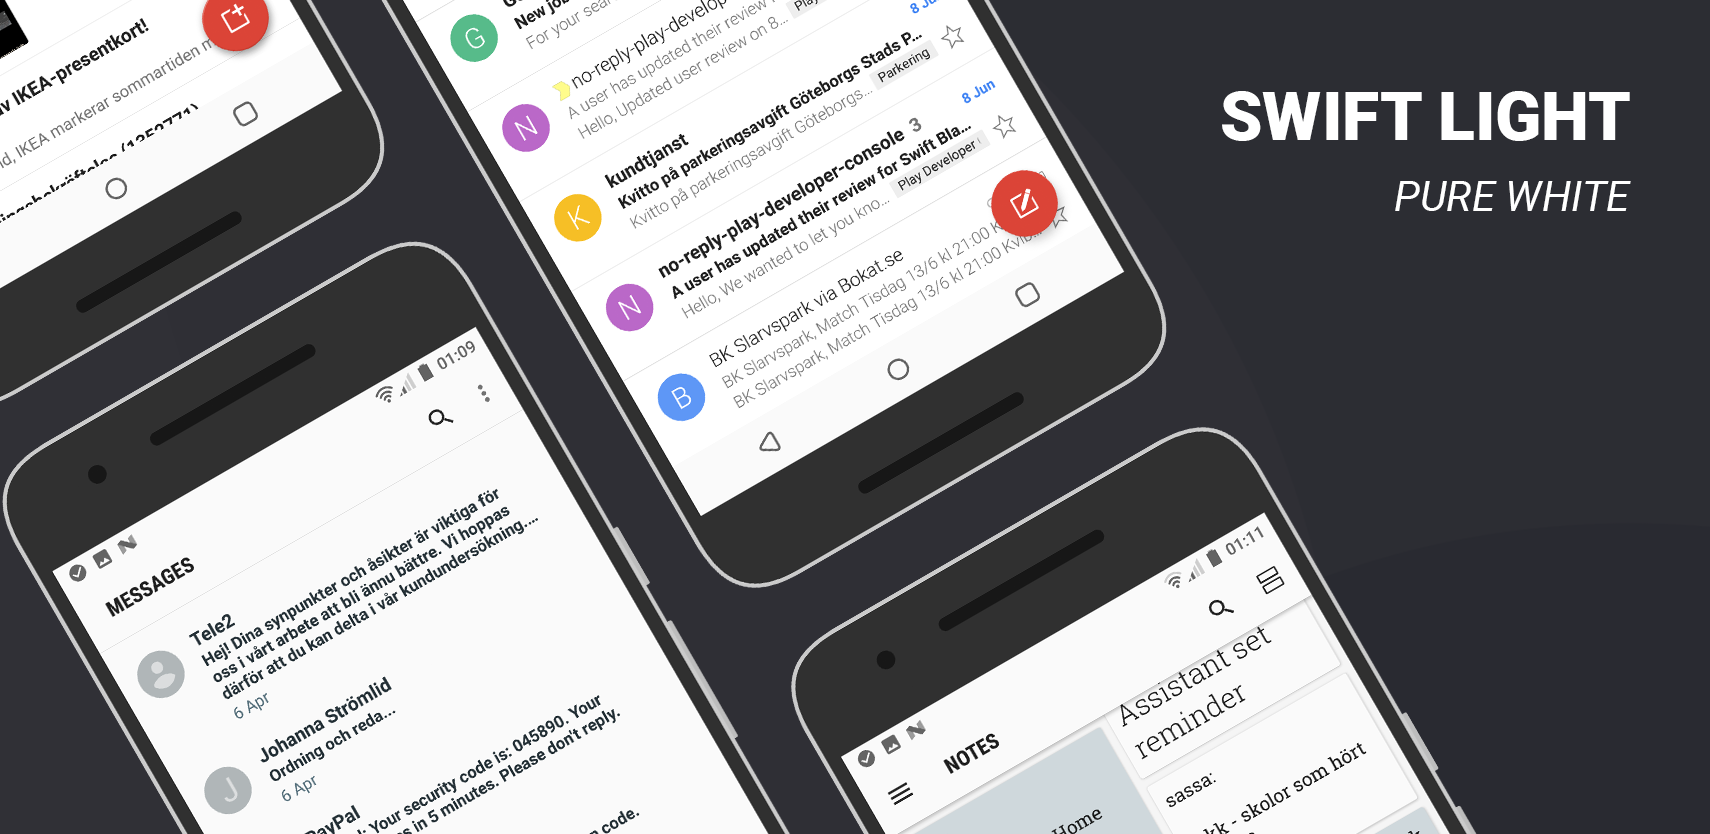 SWIFT LIGHT
PURE WHITE
IKEA-presentkort!
IKEA markerar sommartiden
G
New
For your
8
N
no-reply-play-develop
A user has updated their review
Hello, Updated user review on 8...
Play
K
kundtjanst
Kvitto på parkeringsavgift Göteborgs Stads P...
Kvitto på parkeringsavgift Göteborgs...
Parkering
8 Jun
N
no-reply-play-developer-console 3
A user has updated their review for Swift Bla...
Hello, We wanted to let you kno...
Play Developer
B
BK Slarvspark via Bokat.se
BK Slarvspark, Match Tisdag 13/6 kl 21:00
BK Slarvspark, Match Tisdag 13/6 kl 21:00 Kvib...
01:09
MESSAGES
Tele2
Hej! Dina synpunkter och åsikter är viktiga för
oss i vårt arbete att bli ännu bättre. Vi hoppas
därför att du kan delta i vår kundundersökning....
6 Apr
J
Johanna Strömlid
Ordning och reda...
6 Apr
PayPal
Your security code is: 045890. Your
in 5 minutes. Please don't reply.
code.
01:11
NOTES
Assistant set
reminder
sassa:
- skolor som hört
Home